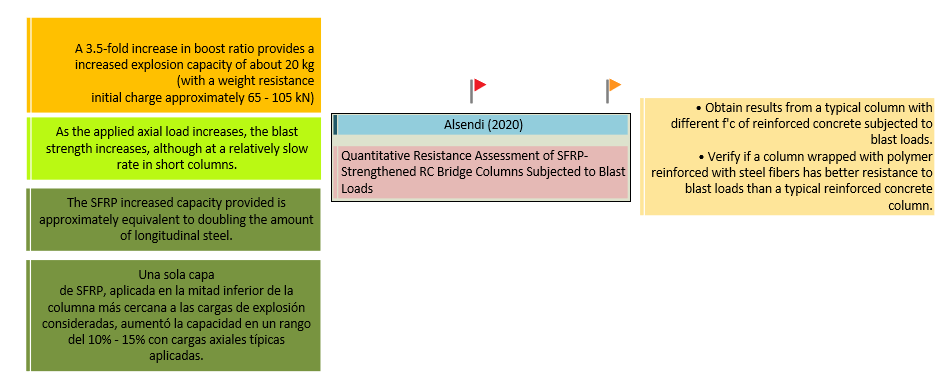 A 3.5-fold increase in boost ratio provides a
increased explosion capacity of about 20 kg
(with a weight resistance
initial charge approximately 65 - 105 kN)
As the applied axial load increases, the blast
strength increases, although at a relatively slow
rate in short columns.
The SFRP increased capacity provided is
approximately equivalent to doubling the amount
of longitudinal steel.
Una sola capa
de SFRP, aplicada en la mitad inferior de la
columna más cercana a las cargas de explosión
consideradas, aumentó la capacidad en un rango
del 10% - 15% con cargas axiales típicas
aplicadas.
Alsendi (2020)
Quantitative Resistance Assessment of SFRP-
Strengthened RC Bridge Columns Subjected to Blast
Loads
• Obtain results from a typical column with
different f'c of reinforced concrete subjected to
blast loads.
• Verify if a column wrapped with polymer
reinforced with steel fibers has better resistance to
blast loads than a typical reinforced concrete
column.